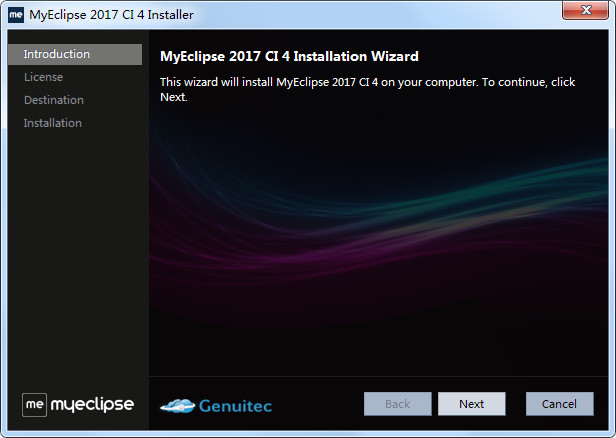 me MyEclipse 2017 CI 4 Installer
Introduction
License
Destination
Installation
MyEclipse 2017 CI 4 Installation Wizard
This wizard will install MyEclipse 2017 CI 4 on your computer. To continue, click
Next.
me myeclipse
Genuitec
Back
Next
Cancel